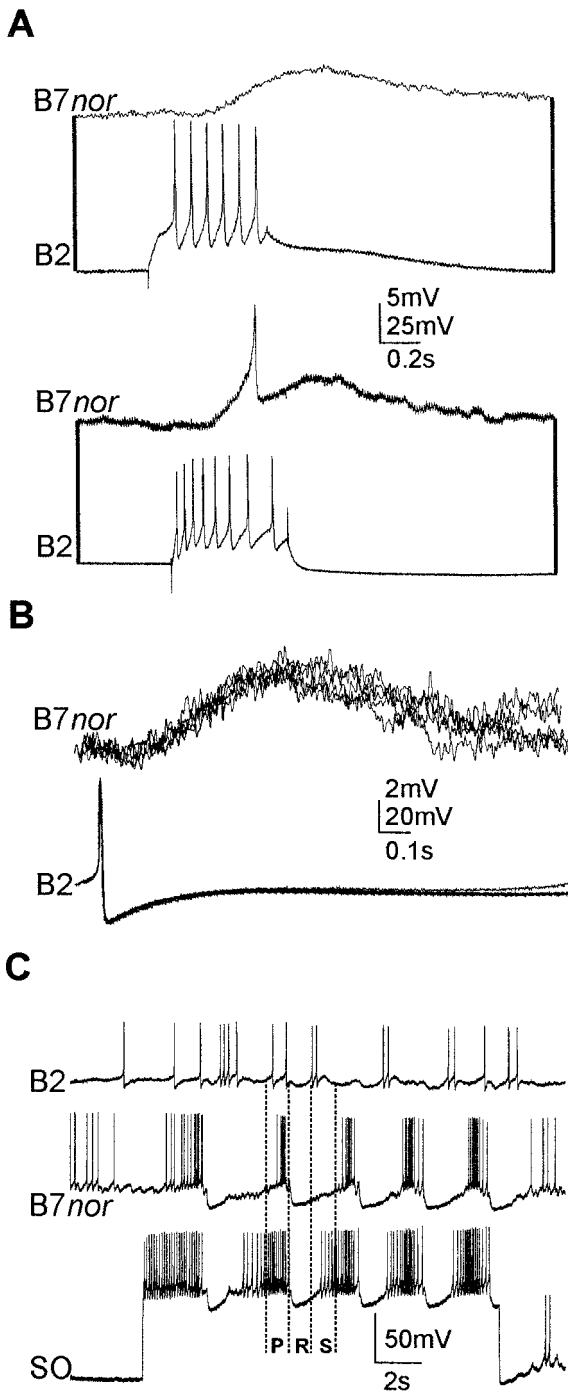 A
B7nor
B2
5mV
25mV
0.2s
B7nor
B2
B
B7nor
2mV
20mV
0.1s
B2
C
B2
B7nor
P R S
50mV
2s
SO